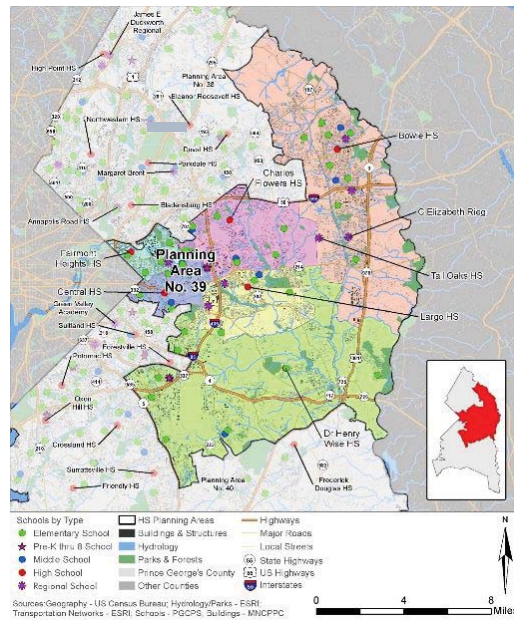 James E
Duckworth
Regional
High Point HS
Planning Area
No. 38
Eleanor Roosevelt HS
Northwestern HS
Duval HS
Bowie HS
Parkdale HS
Margaret Brent
Charles
Flowers HS
Bladensburg HS
Annapolis Road HS
C Elizabeth Rieg
Fairmont
Heights HS
Planning
Area
No. 39
Tall Oaks HS
Central HS
Green Valley
Academy
Largo HS
Suitland HS
Forestville HS
Potomac HS
Oxon
Hill HS
Crossland HS
Dr Henry
Wise HS
Surrattsville HS
Friendly HS
Planning Area
No. 40
Frederick
Douglas HS
Schools by Type
Elementary School
Pre-K thru 8 School
Middle School
High School
Regional School
HS Planning Areas
Buildings & Structures
Hydrology
Parks & Forests
Prince George's County
Other Counties
Highways
Major Roads
Local Streets
State Highways
US Highways
Interstates
N
Sources:Geography - US Census Bureau; Hydrology/Parks - ESRI;
Transportation Networks - ESRI; Schools - PGCPS, Buildings - MNCPPC
0 2 4 8
Miles